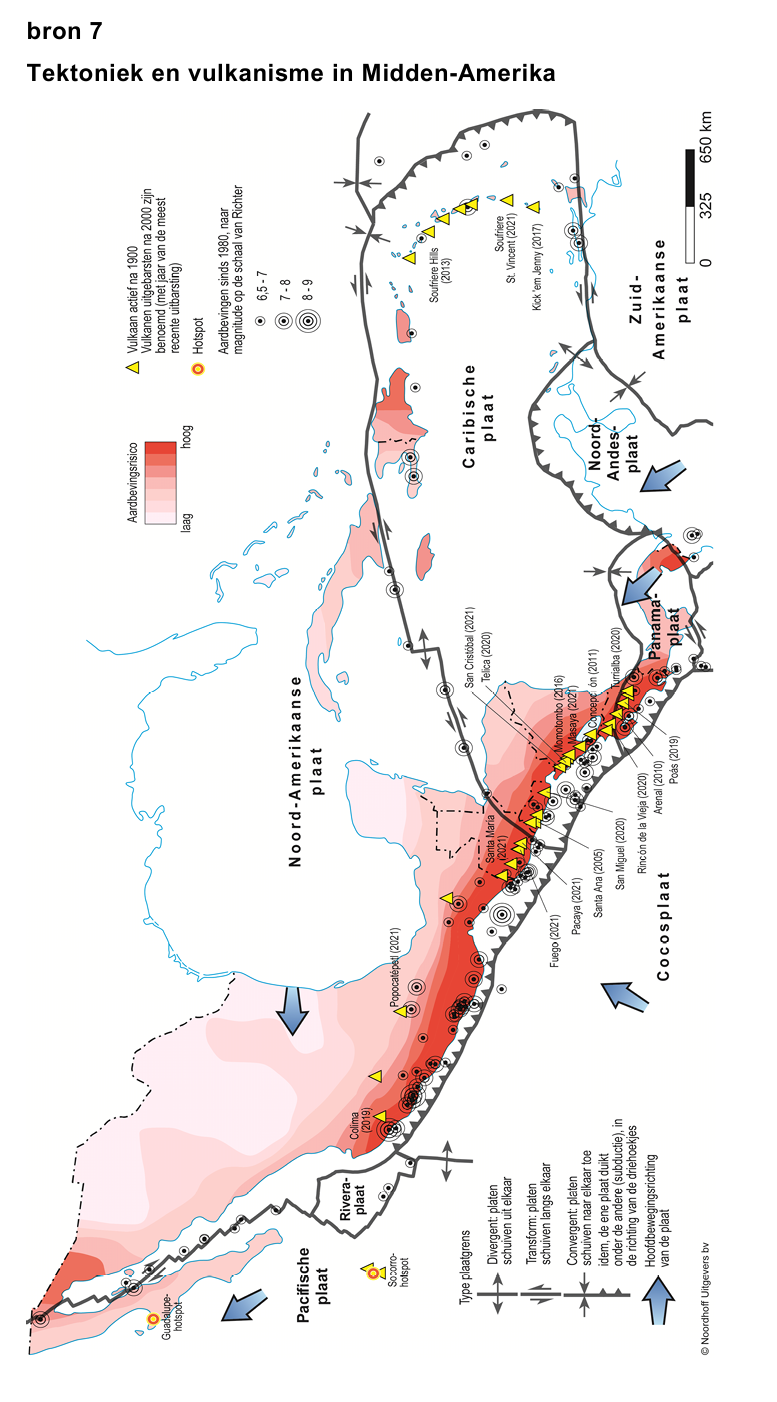 bron 7
Tektoniek en vulkanisme in Midden-Amerika
Aardbevingsrisico
laag
hoog
Vulkaan actief na 1900
Vulkanen uitgebarsten na 2000 zijn
benoemd (met jaar van de meest
recente uitbarsting)
Hotspot
Aardbevingen sinds 1980, naar
magnitude op de schaal van Richter
6,5 - 7
7 - 8
8 - 9
Noord-Amerikaanse
plaat
Caribische
plaat
Soufriere Hills
(2013)
Soufriere
St. Vincent (2021)
Kick 'em Jenny (2017)
Zuid-
Amerikaanse
plaat
Noord-
Andes-
plaat
Panama-
plaat
San Cristóbal (2021)
Telica (2020)
Momotombo (2016)
Masaya (2021)
Concepción (2011)
Turrialba (2020)
Poás (2019)
Arenal (2010)
Rincón de la Vieja (2020)
San Miguel (2020)
Santa Ana (2005)
Pacaya (2021)
Fuego (2021)
Santa María
(2021)
Popocatépetl (2021)
Colima
(2019)
Cocosplaat
Rivera-
plaat
Pacifische
plaat
Guadalupe-
hotspot
Socorro-
hotspot
Type plaatgrens
Divergent: platen
schuiven uit elkaar
Transform: platen
schuiven langs elkaar
Convergent: platen
schuiven naar elkaar toe
idem, de ene plaat duikt
onder de andere (subductie), in
de richting van de driehoekjes
Hoofdbewegingsrichting
van de plaat
0
325
650 km
© Noordhoff Uitgevers bv